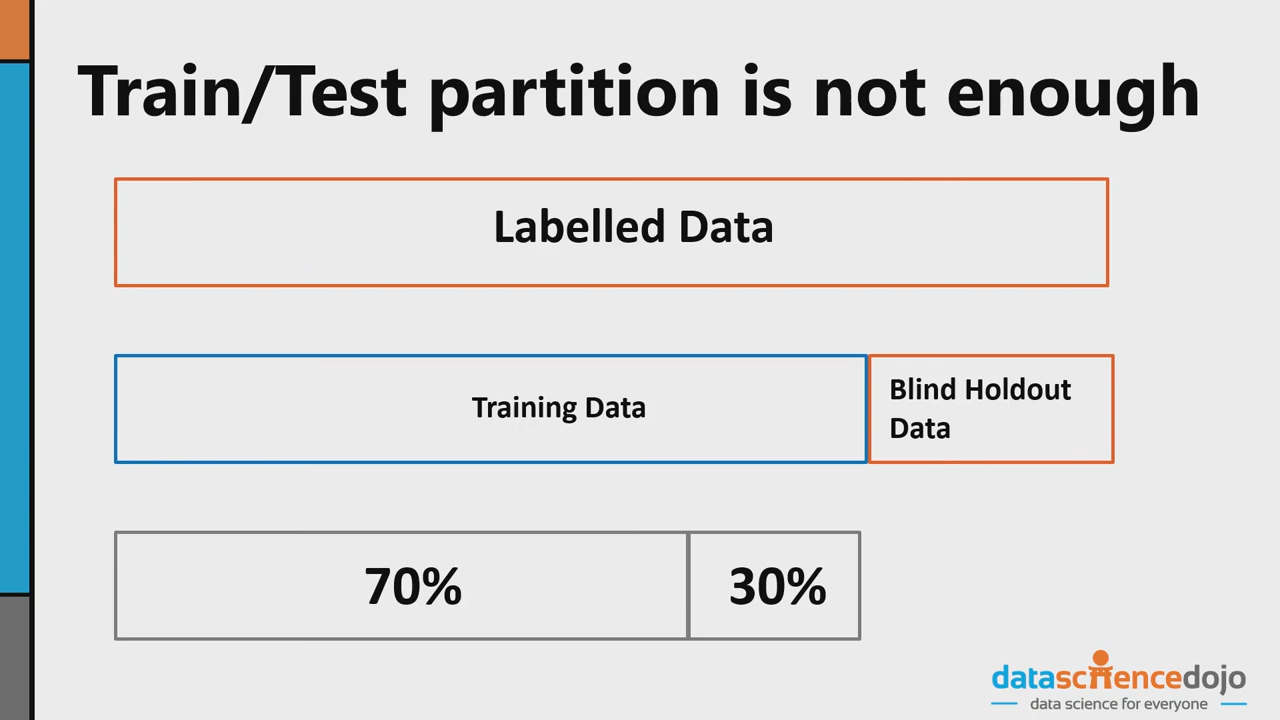 Train/Test partition is not enough
Labelled Data
Training Data
Blind Holdout
Data
70%
30%
datasciencedojo
data science for everyone